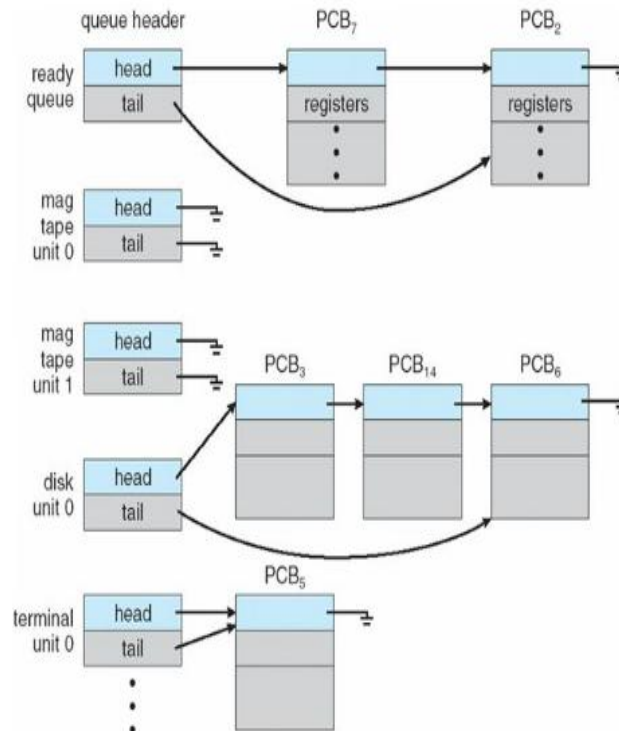 queue header
PCB₇
PCB₂
ready
queue
head
tail
registers
registers
mag
tape
unit 0
head
tail
mag
tape
unit 1
head
tail
PCB₃
PCB₁₄
PCB₆
disk
unit 0
head
tail
PCB₅
terminal
unit 0
head
tail